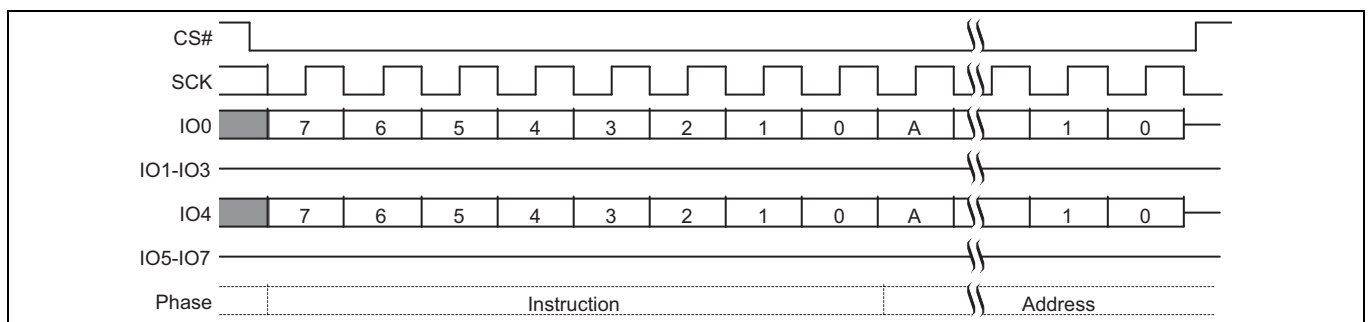 CS#
SCK
IO0 7 6 5 4 3 2 1 0 A 1 0
IO1-IO3
IO4 7 6 5 4 3 2 1 0 A 1 0
IO5-IO7
Phase Instruction Address